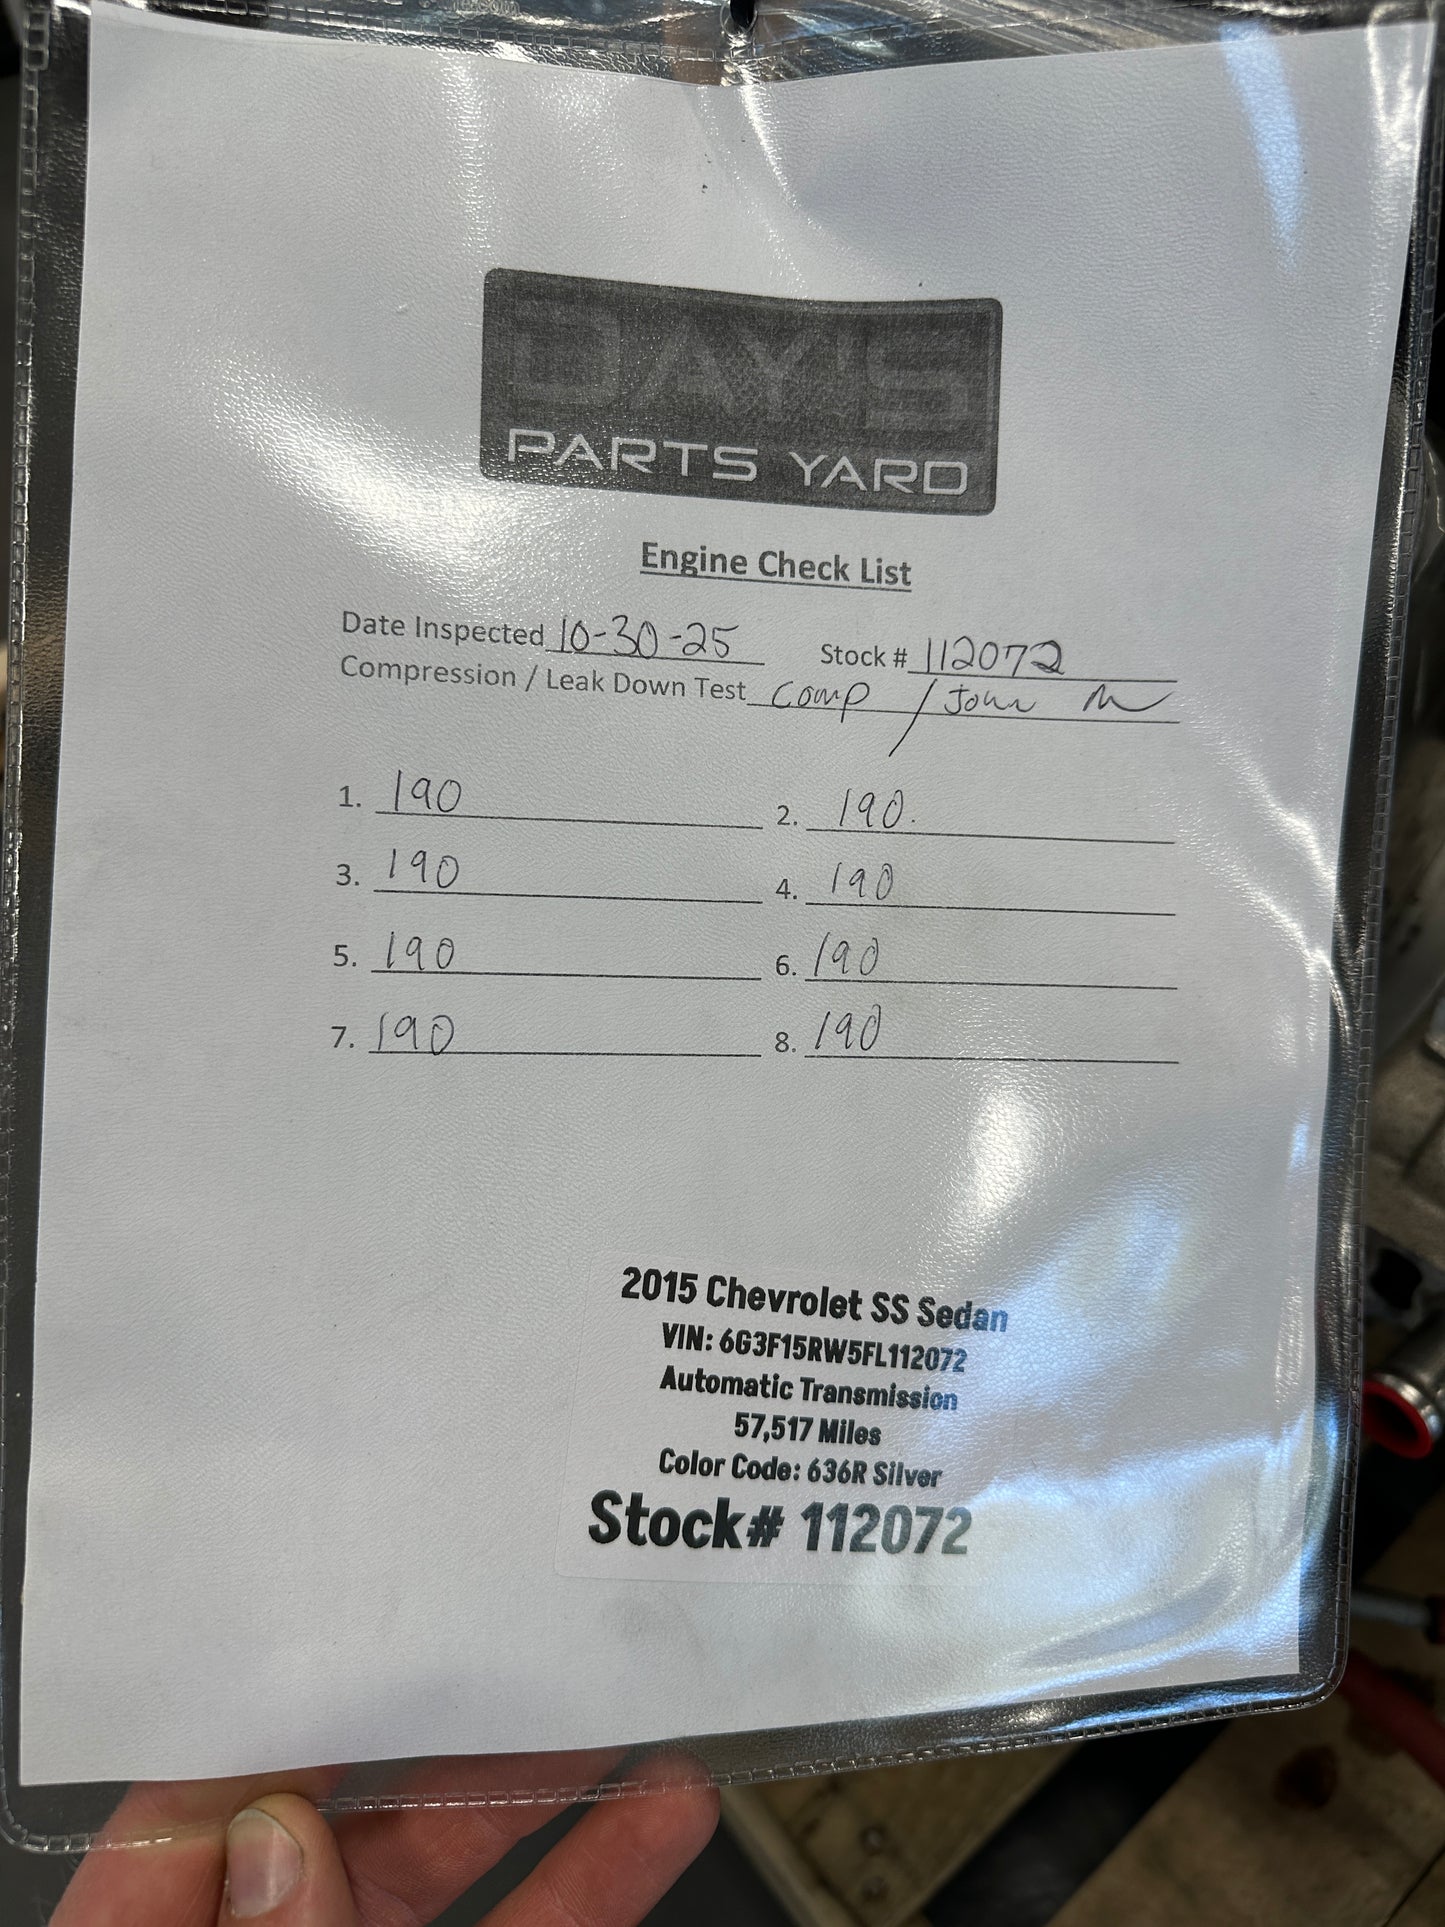 DAY'S
PARTS YARD
Engine Check List
Date Inspected 10-30-25 Stock # 112072
Compression / Leak Down Test comp / John M
1. 190 2. 190.
3. 190 4. 190
5. 190 6. 190
7. 190 8. 190
2015 Chevrolet SS Sedan
VIN: 6G3F15RW5FL112072
Automatic Transmission
57,517 Miles
Color Code: 636R Silver
Stock# 112072